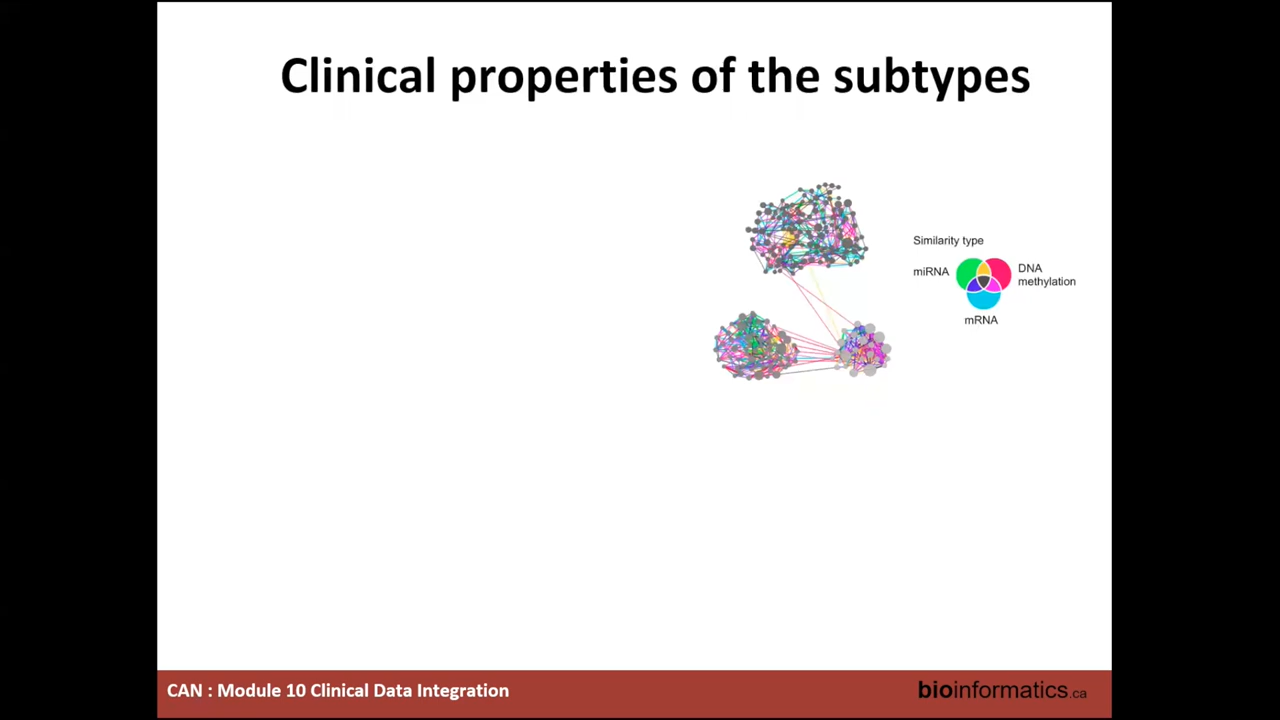 Clinical properties of the subtypes
Similarity type
miRNA
DNA
methylation
mRNA
CAN : Module 10 Clinical Data Integration
bioinformatics.ca